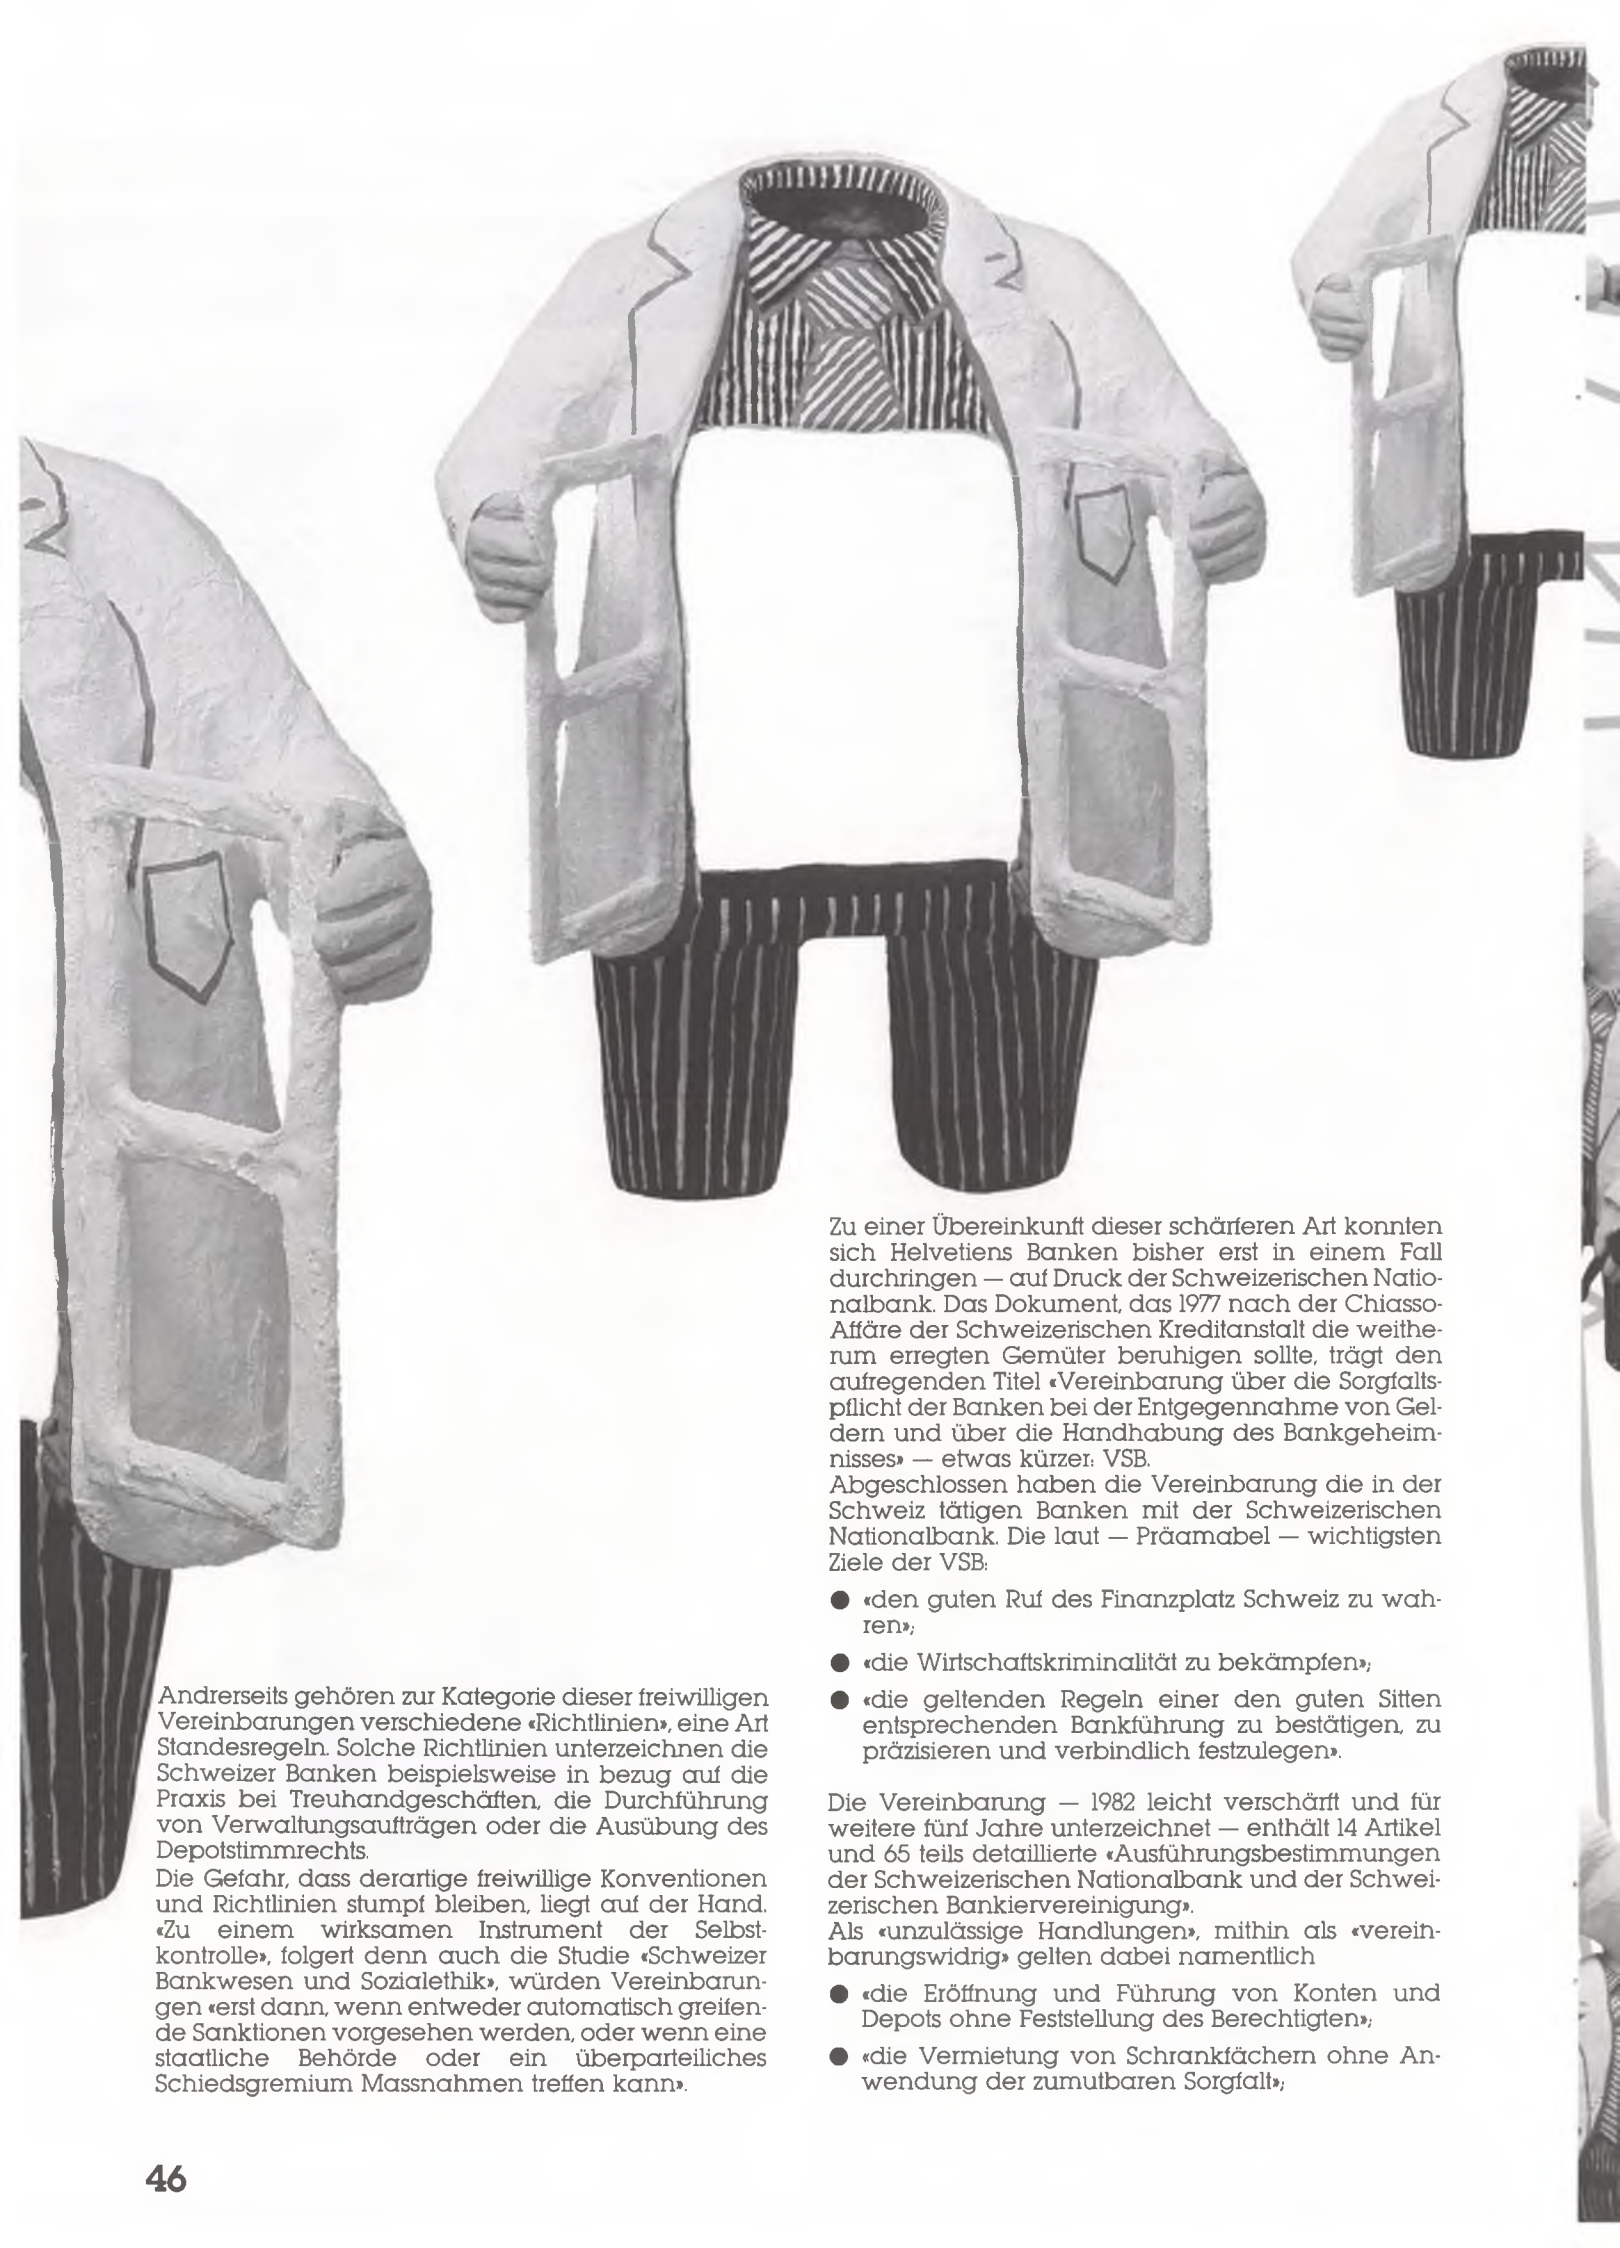 Andrerseits gehören zur Kategorie dieser freiwilligen
Vereinbarungen verschiedene «Richtlinien», eine Art
Standesregeln. Solche Richtlinien unterzeichnen die
Schweizer Banken beispielsweise in bezug auf die
Praxis bei Treuhandgeschäften, die Durchführung
von Verwaltungsaufträgen oder die Ausübung des
Depotstimmrechts.
Die Gefahr, dass derartige freiwillige Konventionen
und Richtlinien stumpf bleiben, liegt auf der Hand.
«Zu einem wirksamen Instrument der Selbst-
kontrolle», folgert denn auch die Studie «Schweizer
Bankwesen und Sozialethik», würden Vereinbarun-
gen «erst dann, wenn entweder automatisch greifen-
de Sanktionen vorgesehen werden, oder wenn eine
staatliche Behörde oder ein überparteiliches
Schiedsgremium Massnahmen treffen kann».
Zu einer Übereinkunft dieser schärferen Art konnten
sich Helvetiens Banken bisher erst in einem Fall
durchringen — auf Druck der Schweizerischen Natio-
nalbank. Das Dokument, das 1977 nach der Chiasso-
Affäre der Schweizerischen Kreditanstalt die weithe-
rum erregten Gemüter beruhigen sollte, trägt den
aufregenden Titel «Vereinbarung über die Sorgfalts-
pflicht der Banken bei der Entgegennahme von Gel-
dern und über die Handhabung des Bankgeheim-
nisses» — etwas kürzer: VSB.
Abgeschlossen haben die Vereinbarung die in der
Schweiz tätigen Banken mit der Schweizerischen
Nationalbank. Die laut — Präamabel — wichtigsten
Ziele der VSB:
● «den guten Ruf des Finanzplatz Schweiz zu wah-
ren»;
● «die Wirtschaftskriminalität zu bekämpfen»;
● «die geltenden Regeln einer den guten Sitten
entsprechenden Bankführung zu bestätigen, zu
präzisieren und verbindlich festzulegen».
Die Vereinbarung — 1982 leicht verschärft und für
weitere fünf Jahre unterzeichnet — enthält 14 Artikel
und 65 teils detaillierte «Ausführungsbestimmungen
der Schweizerischen Nationalbank und der Schwei-
zerischen Bankiervereinigung».
Als «unzulässige Handlungen», mithin als «verein-
barungswidrig» gelten dabei namentlich
● «die Eröffnung und Führung von Konten und
Depots ohne Feststellung des Berechtigten»;
● «die Vermietung von Schrankfächern ohne An-
wendung der zumutbaren Sorgfalt»;
46